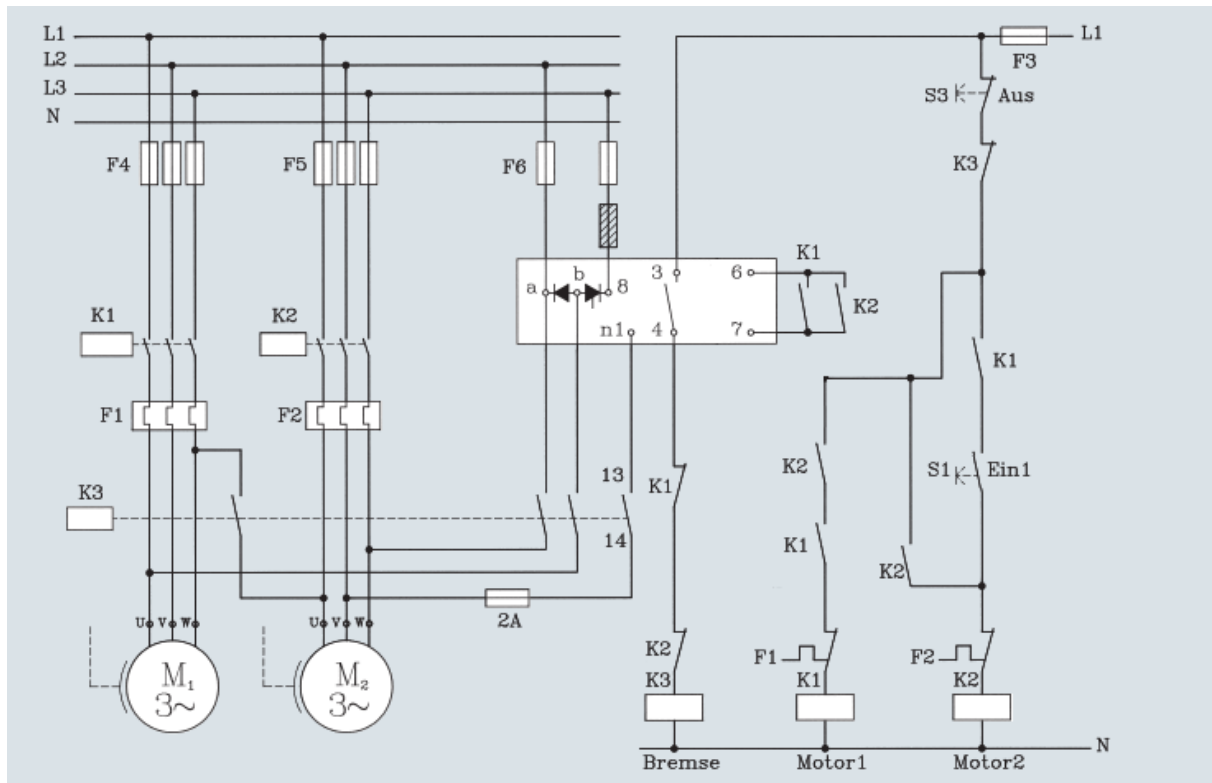 L1
L2
L3
N
F4
F5
F6
L1
F3
S3
Aus
K3
K1
a
b
8
3
6
K2
n1
4
7
K1
K2
F1
F2
K1
K2
13
K1
S1
Ein1
K3
K1
14
K2
2A
U V W
U V W
K2
F1
F2
M1
3~
M2
3~
K3
K1
K2
N
Bremse
Motor1
Motor2